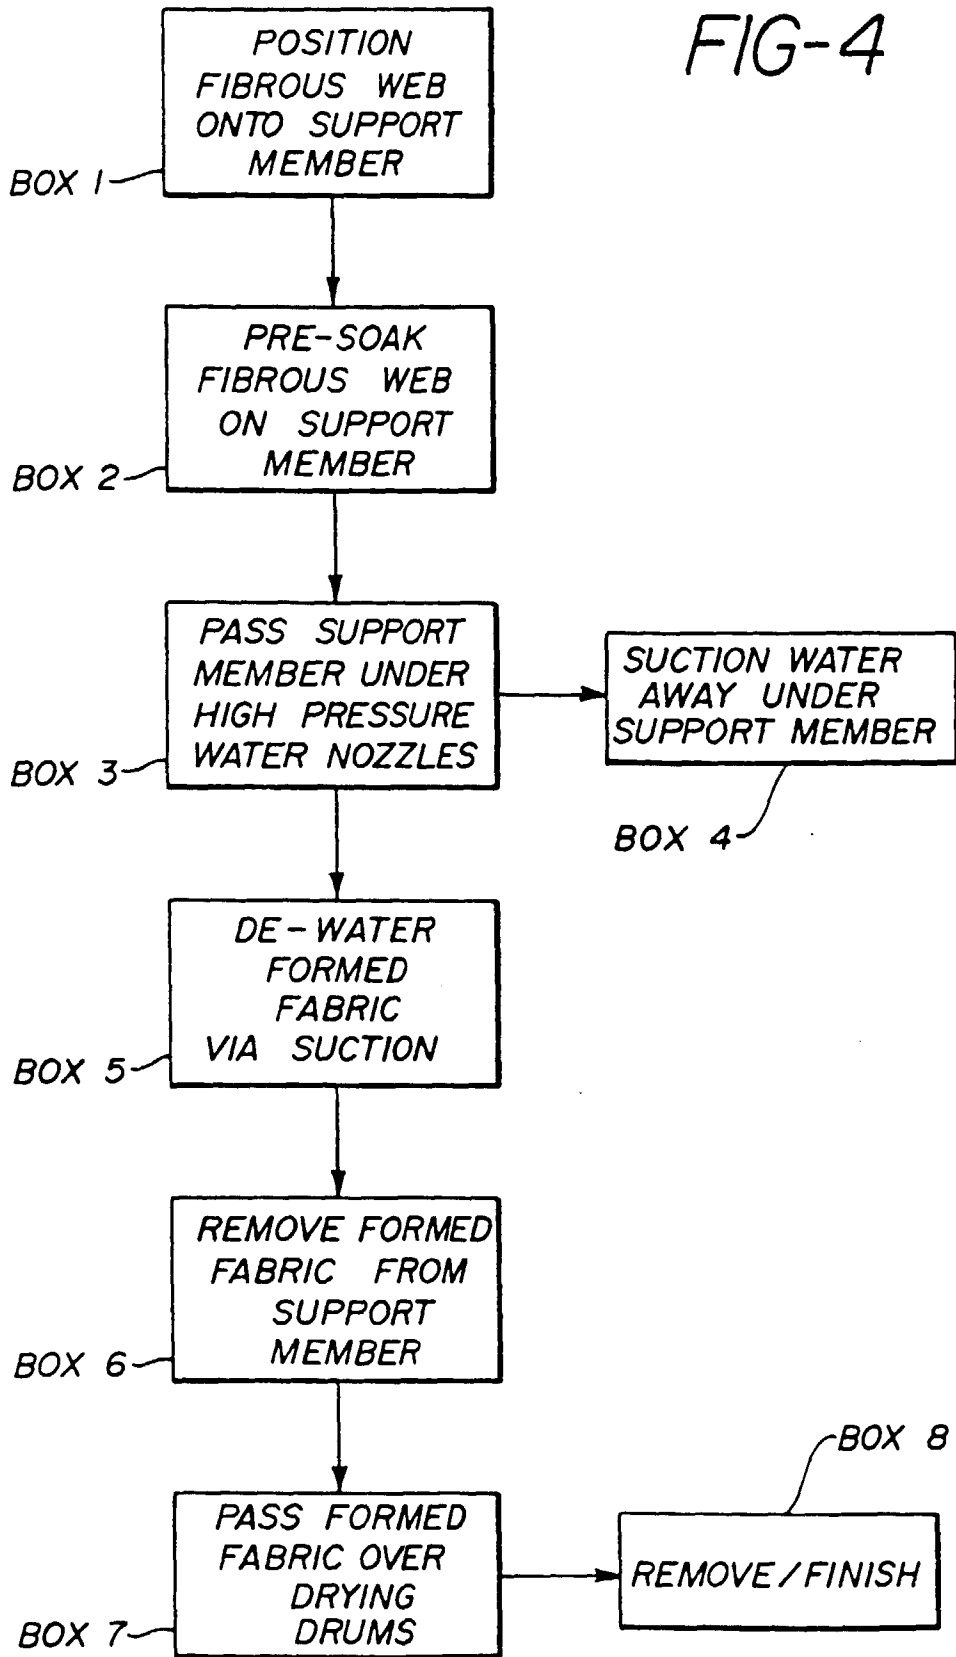 FIG-4
POSITION
FIBROUS WEB
ONTO SUPPORT
MEMBER
BOX 1
PRE-SOAK
FIBROUS WEB
ON SUPPORT
MEMBER
BOX 2
PASS SUPPORT
MEMBER UNDER
HIGH PRESSURE
WATER NOZZLES
BOX 3
SUCTION WATER
AWAY UNDER
SUPPORT MEMBER
BOX 4
DE-WATER
FORMED
FABRIC
VIA SUCTION
BOX 5
REMOVE FORMED
FABRIC FROM
SUPPORT
MEMBER
BOX 6
PASS FORMED
FABRIC OVER
DRYING
DRUMS
BOX 7
BOX 8
REMOVE/FINISH